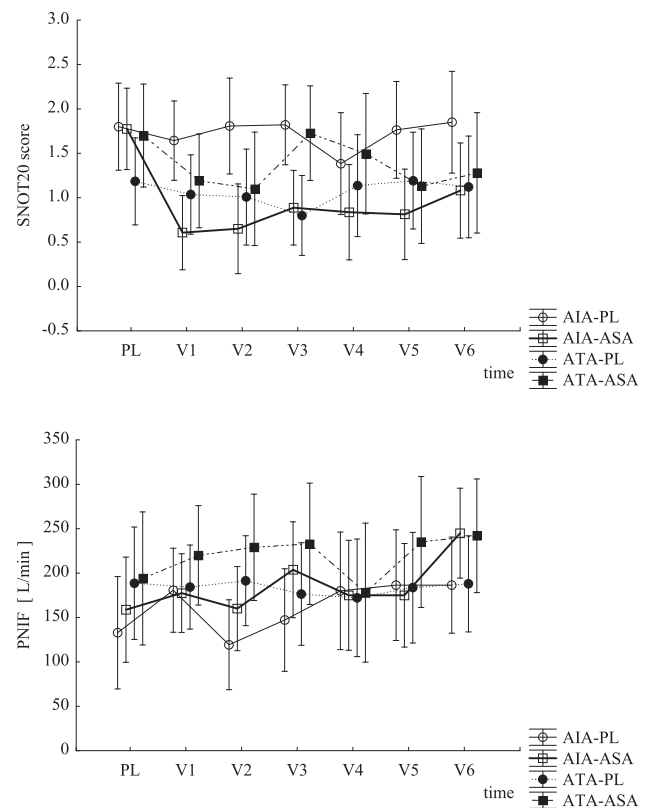 3.0
2.5
2.0
1.5
1.0
0.5
0.0
-0.5
SNOT20 score
PL V1 V2 V3 V4 V5 V6
time
AIA-PL
AIA-ASA
ATA-PL
ATA-ASA
350
300
250
200
150
100
50
0
PNIF [ L/min ]
PL V1 V2 V3 V4 V5 V6
time
AIA-PL
AIA-ASA
ATA-PL
ATA-ASA